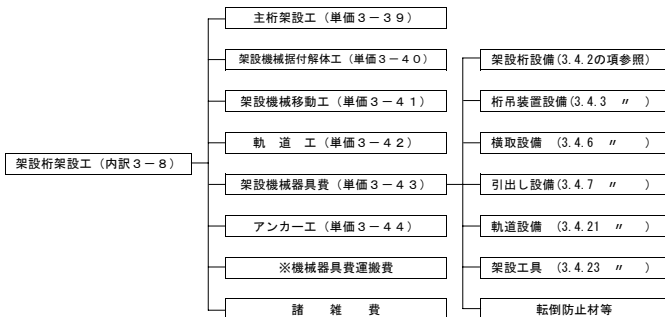 主桁架設工（単価３－３９）
架設機械据付解体工（単価３－４０）
架設桁設備(3.4.2の項参照)
架設機械移動工（単価３－４１）
桁吊装置設備(3.4.3　〃　)
軌　道　工（単価３－４２）
横取設備　(3.4.6　〃　)
架設桁架設工（内訳３－８）
架設機械器具費（単価３－４３）
引出し設備(3.4.7　〃　)
アンカー工（単価３－４４）
軌道設備　(3.4.21　〃　)
※機械器具費運搬費
架設工具　(3.4.23　〃　)
諸　雑　費
転倒防止材等